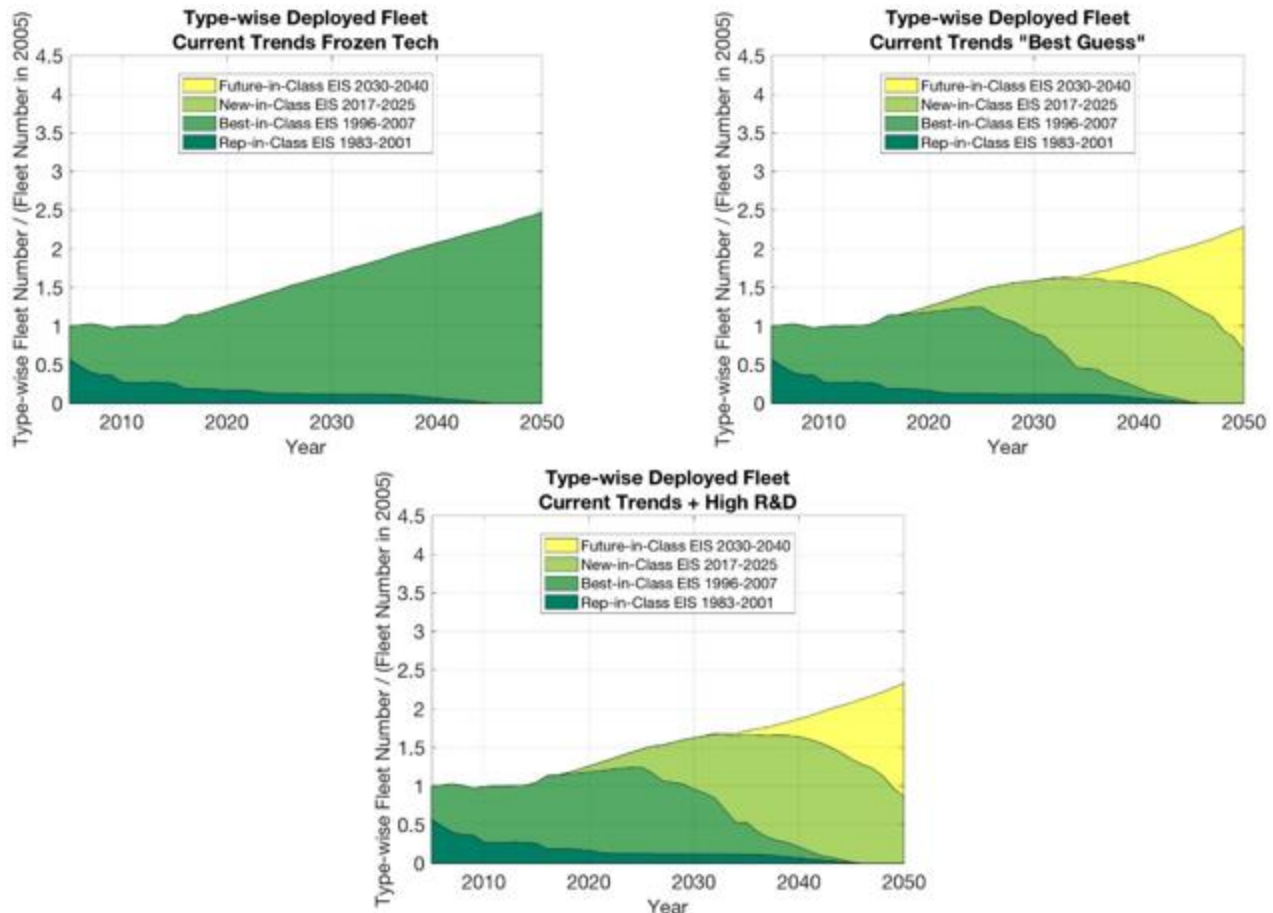 Type-wise Deployed Fleet
Current Trends Frozen Tech
Type-wise Fleet Number / (Fleet Number in 2005)
4.5
4
3.5
3
2.5
2
1.5
1
0.5
0
Future-in-Class EIS 2030-2040
New-in-Class EIS 2017-2025
Best-in-Class EIS 1996-2007
Rep-in-Class EIS 1983-2001
2010
2020
2030
2040
2050
Year
Type-wise Deployed Fleet
Current Trends "Best Guess"
Type-wise Fleet Number / (Fleet Number in 2005)
4.5
4
3.5
3
2.5
2
1.5
1
0.5
0
Future-in-Class EIS 2030-2040
New-in-Class EIS 2017-2025
Best-in-Class EIS 1996-2007
Rep-in-Class EIS 1983-2001
2010
2020
2030
2040
2050
Year
Type-wise Deployed Fleet
Current Trends + High R&D
Type-wise Fleet Number / (Fleet Number in 2005)
4.5
4
3.5
3
2.5
2
1.5
1
0.5
0
Future-in-Class EIS 2030-2040
New-in-Class EIS 2017-2025
Best-in-Class EIS 1996-2007
Rep-in-Class EIS 1983-2001
2010
2020
2030
2040
2050
Year